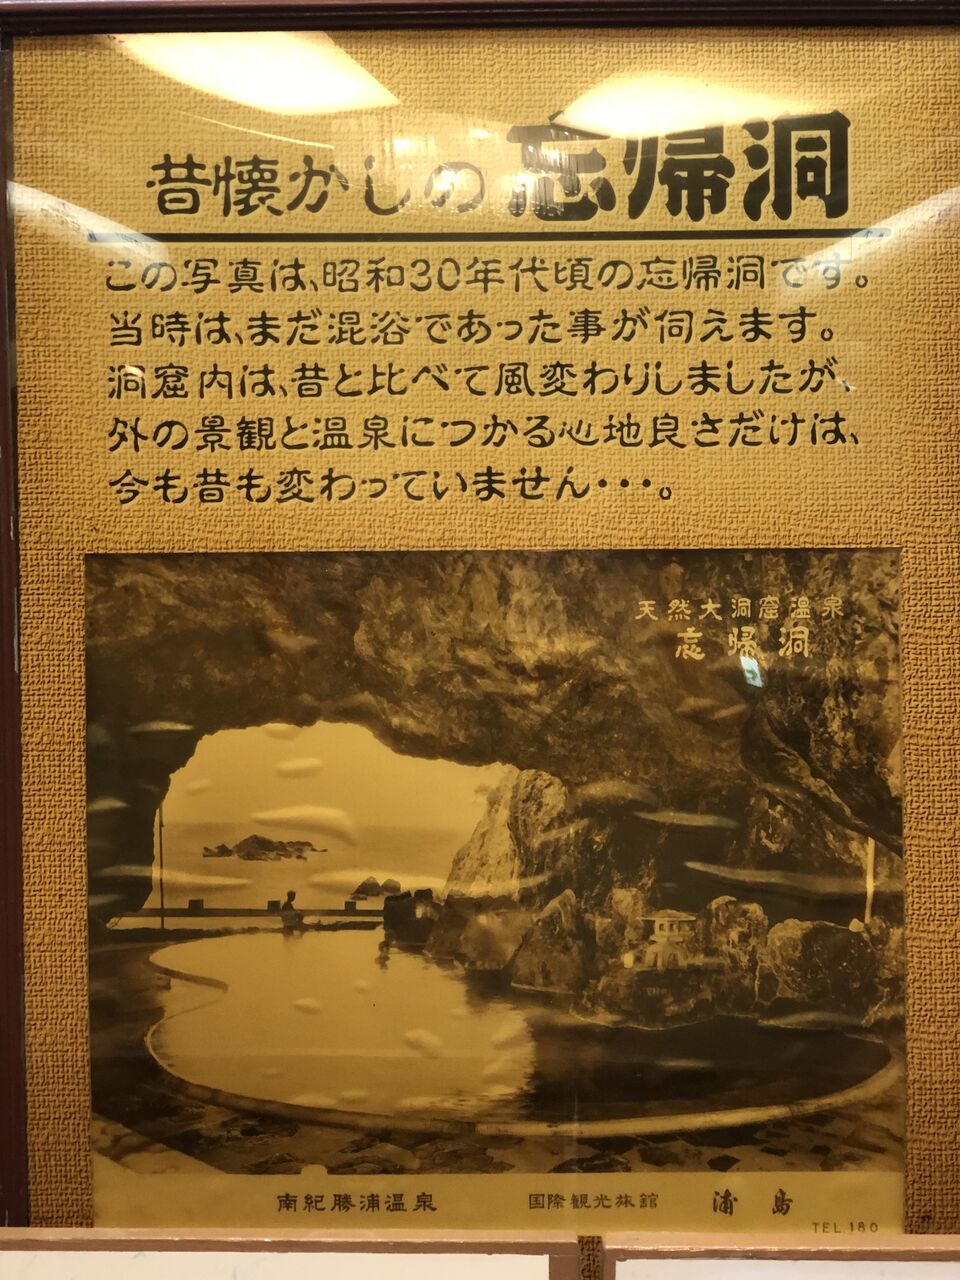 昔懐かしの忘帰洞
この写真は、昭和30年代頃の忘帰洞です。
当時は、まだ混浴であった事が伺えます。
洞窟内は、昔と比べて風変わりしましたが、
外の景観と温泉につかる心地良さだけは、
今も昔も変わっていません・・・。
天然大洞窟温泉
忘帰洞
南紀勝浦温泉 国際観光旅館 浦島
TEL.180